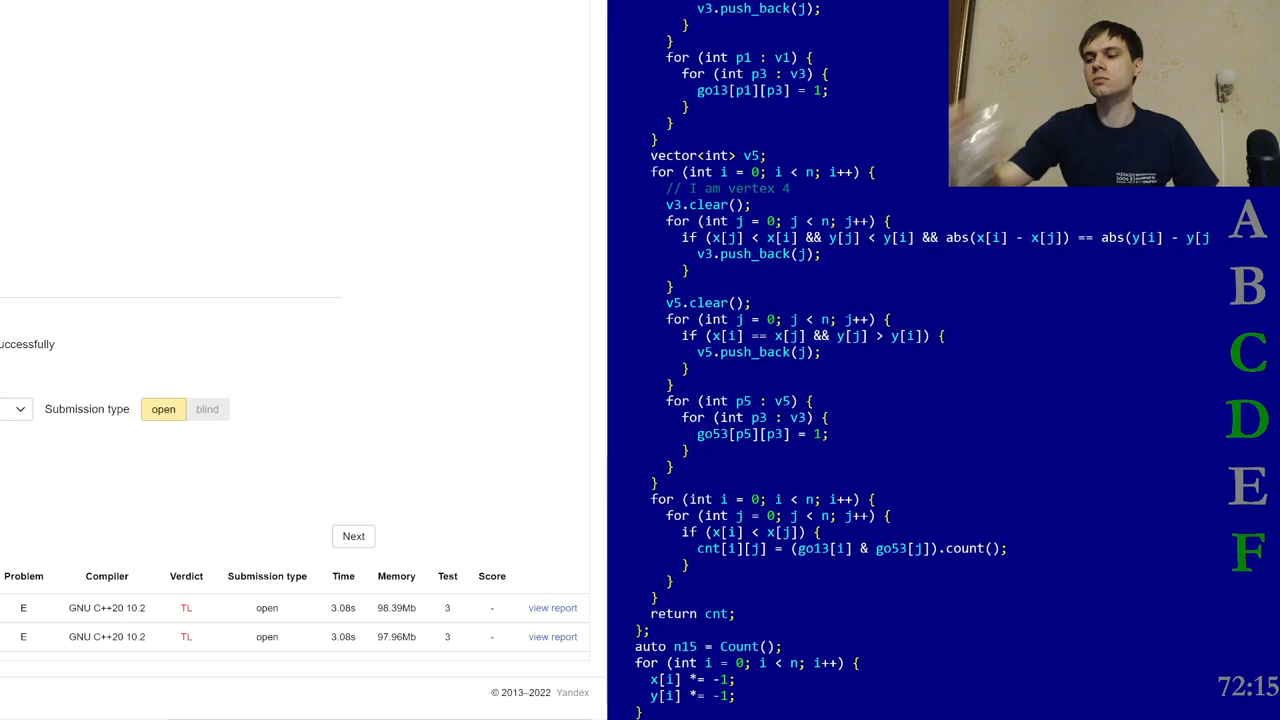 uccessfully
Submission type open blind
Next
Problem Compiler Verdict Submission type Time Memory Test Score
E GNU C++20 10.2 TL open 3.08s 98.39Mb 3 - view report
E GNU C++20 10.2 TL open 3.08s 97.96Mb 3 - view report
© 2013–2022 Yandex
v3.push_back(j);
}
}
for (int p1 : v1) {
for (int p3 : v3) {
go13[p1][p3] = 1;
}
}
}
vector<int> v5;
for (int i = 0; i < n; i++) {
// I am vertex 4
v3.clear();
for (int j = 0; j < n; j++) {
if (x[j] < x[i] && y[j] < y[i] && abs(x[i] - x[j]) == abs(y[i] - y[j
v3.push_back(j);
}
}
v5.clear();
for (int j = 0; j < n; j++) {
if (x[i] == x[j] && y[j] > y[i]) {
v5.push_back(j);
}
}
for (int p5 : v5) {
for (int p3 : v3) {
go53[p5][p3] = 1;
}
}
}
for (int i = 0; i < n; i++) {
for (int j = 0; j < n; j++) {
if (x[i] < x[j]) {
cnt[i][j] = (go13[i] & go53[j]).count();
}
}
}
return cnt;
};
auto n15 = Count();
for (int i = 0; i < n; i++) {
x[i] *= -1;
y[i] *= -1;
}
A
B
C
D
E
F
72:15